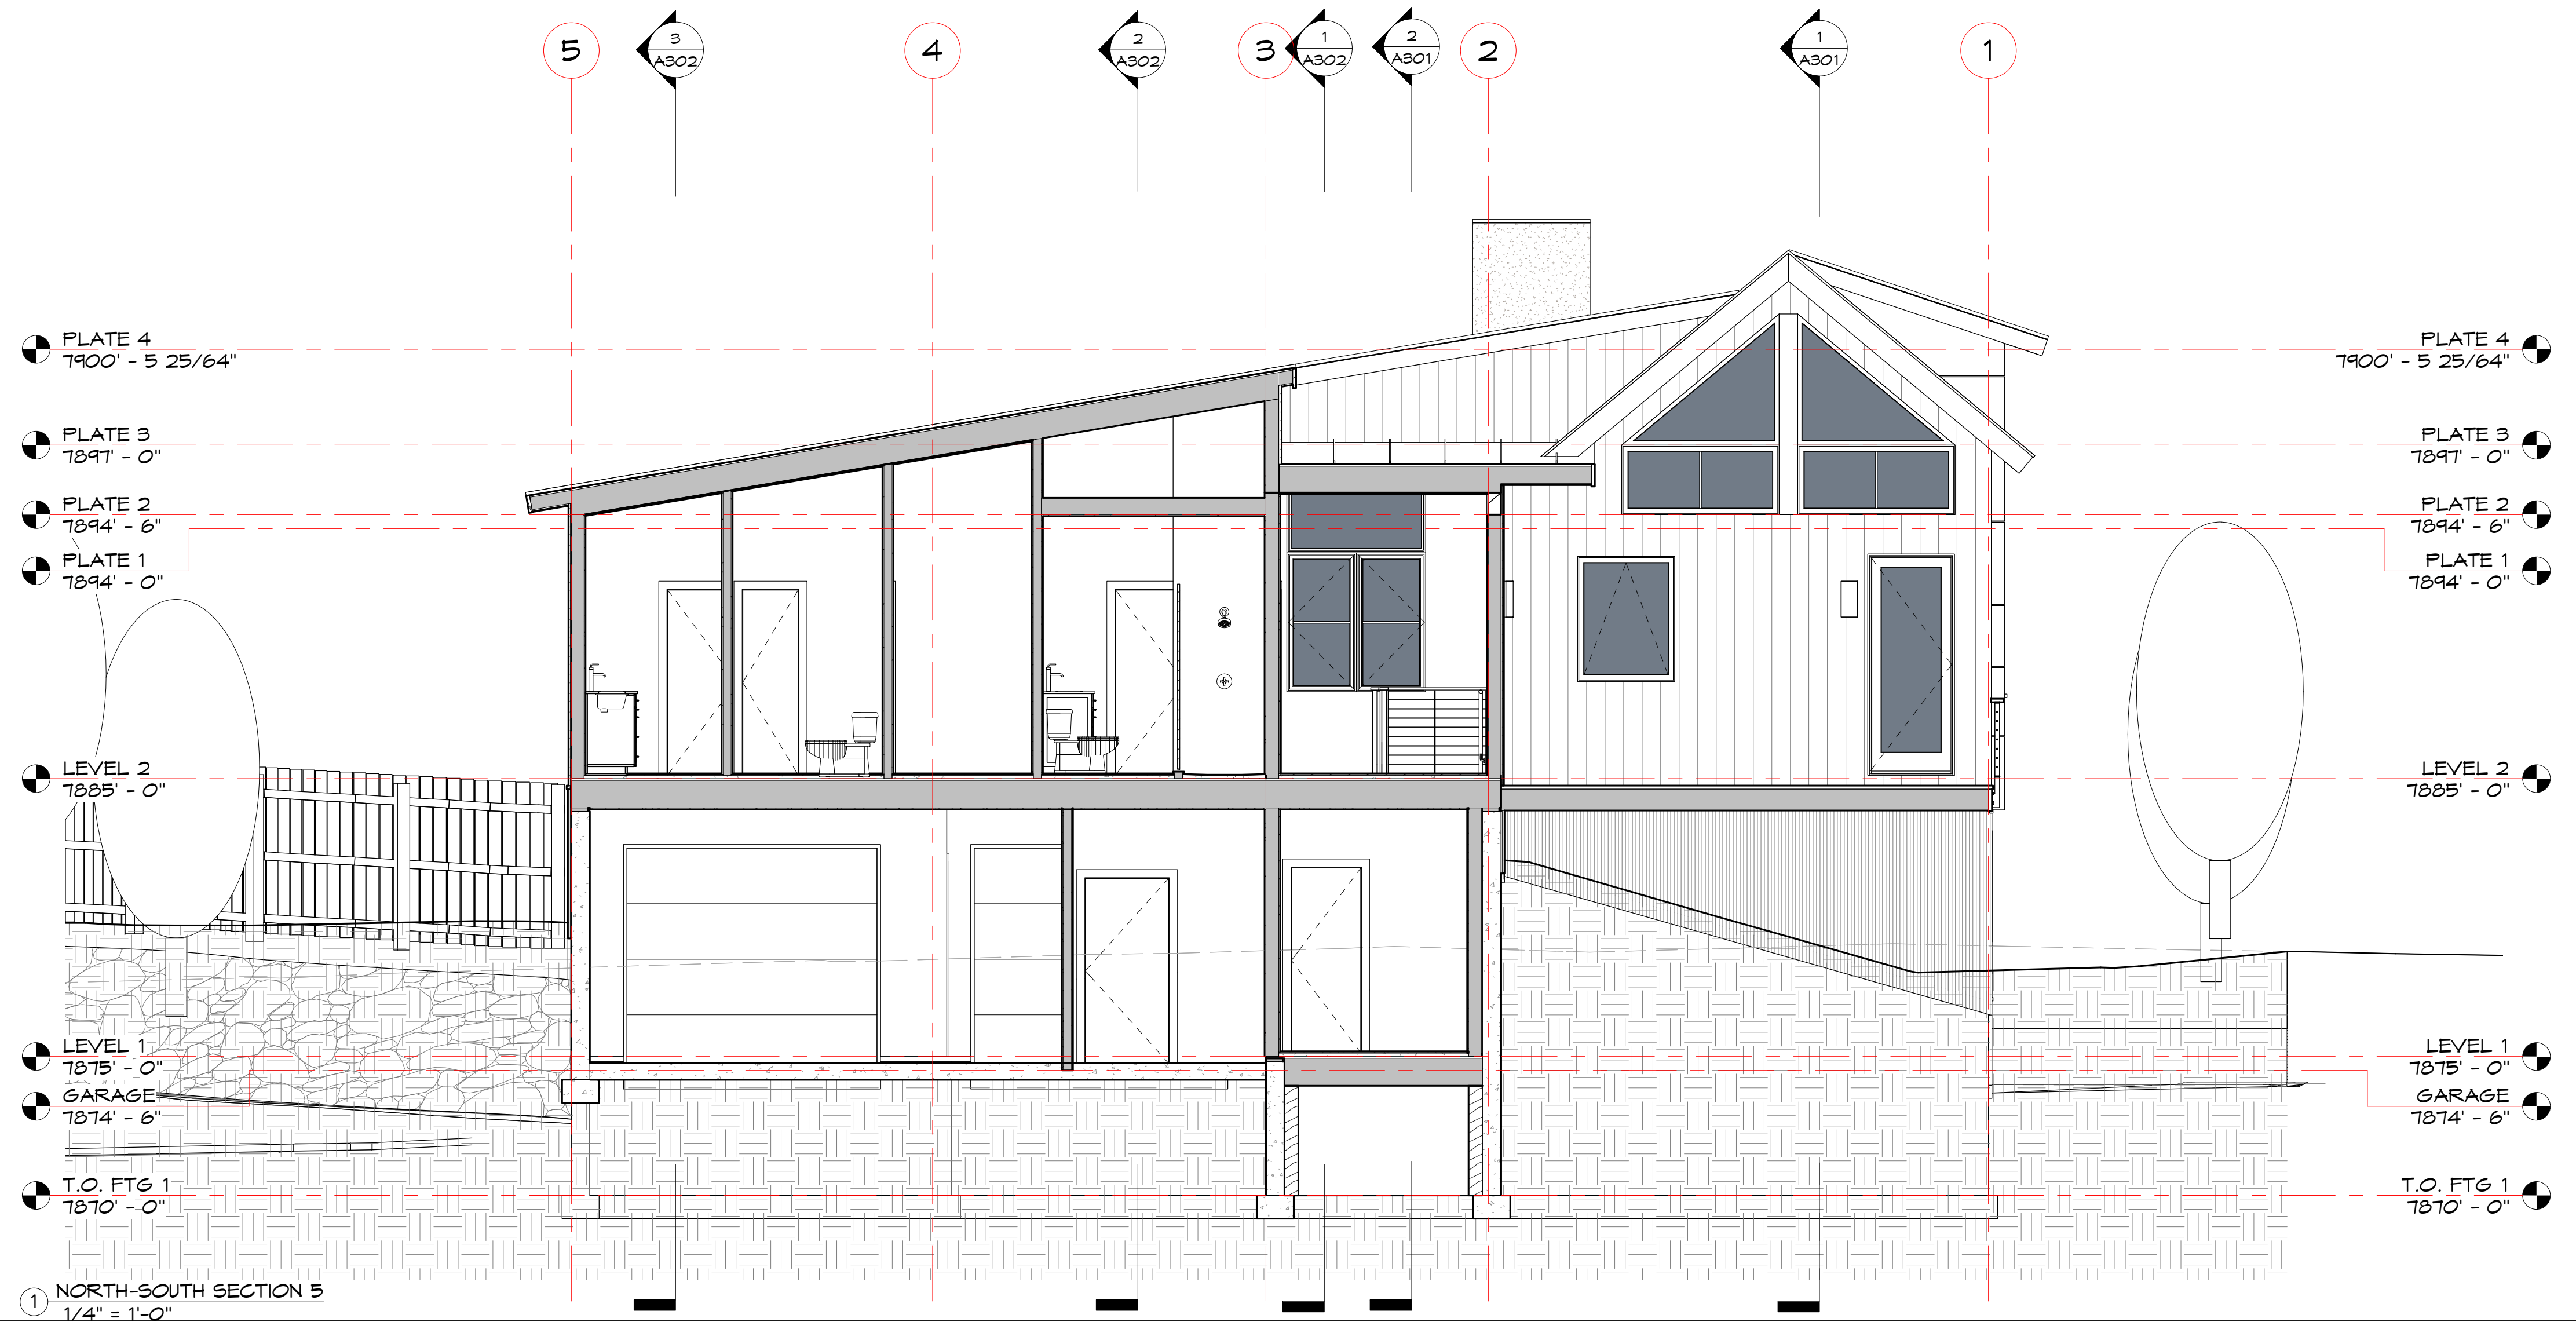 5
3
A302
4
2
A302
3
1
A302
2
A301
2
1
A301
1
PLATE 4
7900' - 5 25/64"
PLATE 4
7900' - 5 25/64"
PLATE 3
7897' - 0"
PLATE 3
7897' - 0"
PLATE 2
7894' - 6"
PLATE 2
7894' - 6"
PLATE 1
7894' - 0"
PLATE 1
7894' - 0"
LEVEL 2
7885' - 0"
LEVEL 2
7885' - 0"
LEVEL 1
7875' - 0"
LEVEL 1
7875' - 0"
GARAGE
7874' - 6"
GARAGE
7874' - 6"
T.O. FTG 1
7870' - 0"
T.O. FTG 1
7870' - 0"
1 NORTH-SOUTH SECTION 5
1/4" = 1'-0"